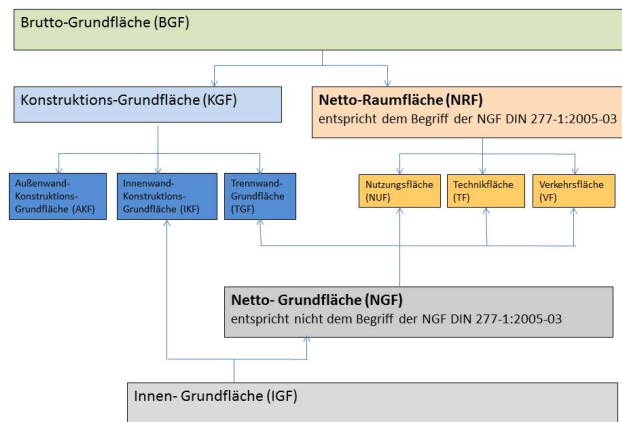 Brutto-Grundfläche (BGF)
Konstruktions-Grundfläche (KGF)
Netto-Raumfläche (NRF)
entspricht dem Begriff der NGF DIN 277-1:2005-03
Außenwand-
Konstruktions-
Grundfläche (AKF)
Innenwand-
Konstruktions-
Grundfläche (IKF)
Trennwand-
Grundfläche
(TGF)
Nutzungsfläche
(NUF)
Technikfläche
(TF)
Verkehrsfläche
(VF)
Netto- Grundfläche (NGF)
entspricht nicht dem Begriff der NGF DIN 277-1:2005-03
Innen- Grundfläche (IGF)